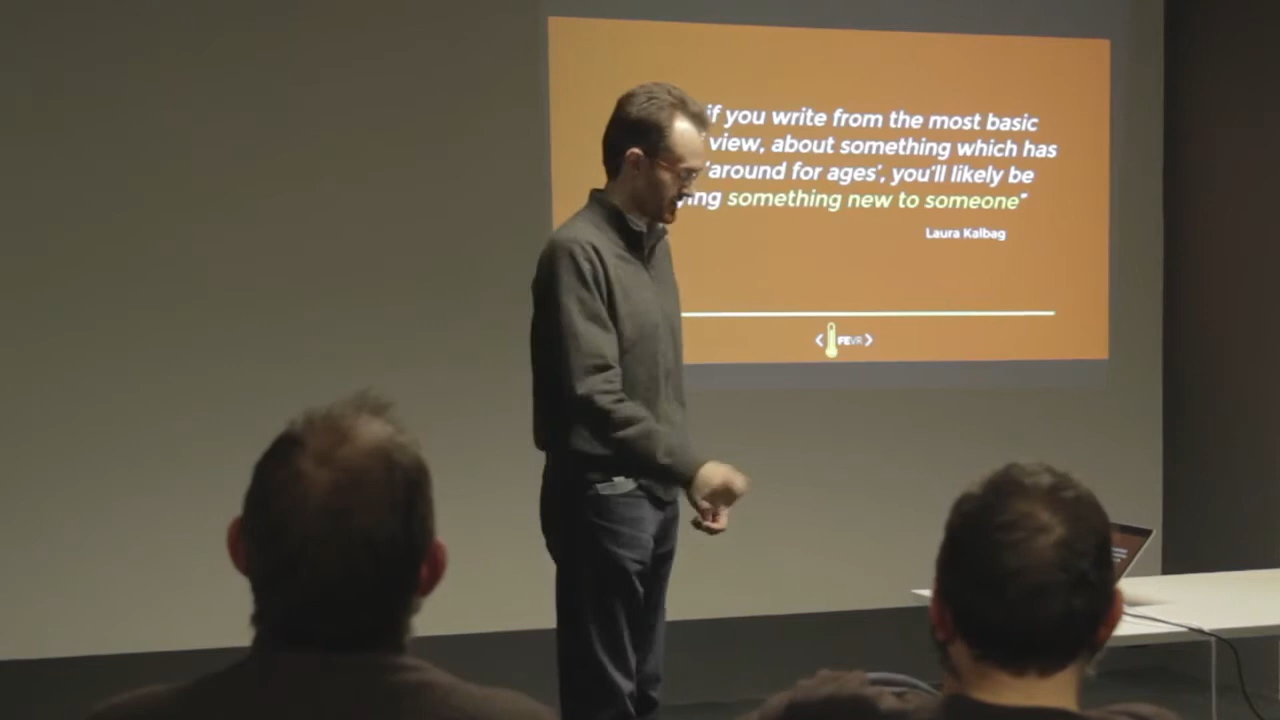 if you write from the most basic
view, about something which has
'around for ages', you'll likely be
ing something new to someone"
Laura Kalbag
< FEVR >